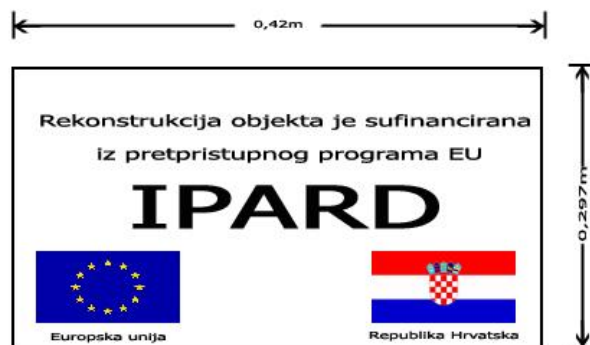 0,42m
Rekonstrukcija objekta je sufinancirana
iz pretpristupnog programa EU
IPARD
0,297m
Europska unija
Republika Hrvatska